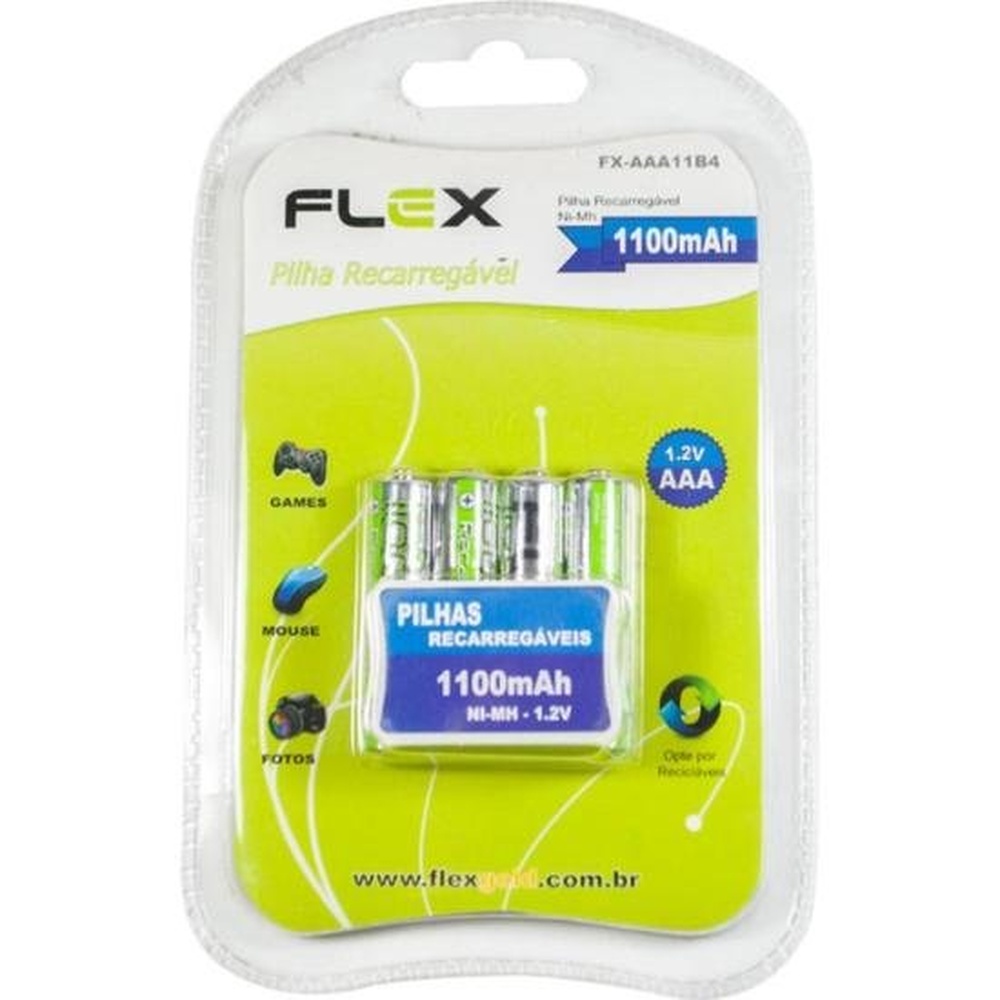 FX-AAA11B4
FLEX
Pilha Recarregável
Ni-Mh
1100mAh
Pilha Recarregável
1.2V
AAA
GAMES
MOUSE
FOTOS
PILHAS
RECARREGÁVEIS
1100mAh
NI-MH - 1.2V
Opte por
Recicláveis
www.flexgold.com.br